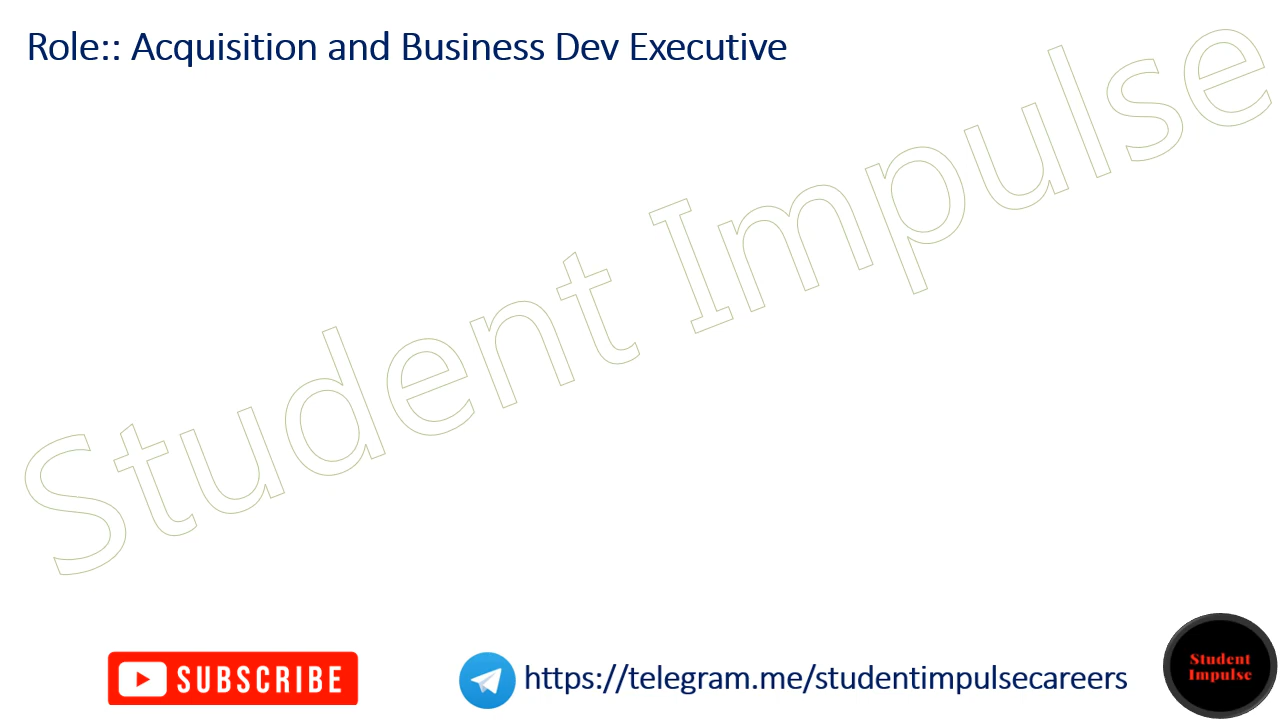 Role:: Acquisition and Business Dev Executive
Student Impulse
SUBSCRIBE
https://telegram.me/studentimpulsecareers
Student
Impulse